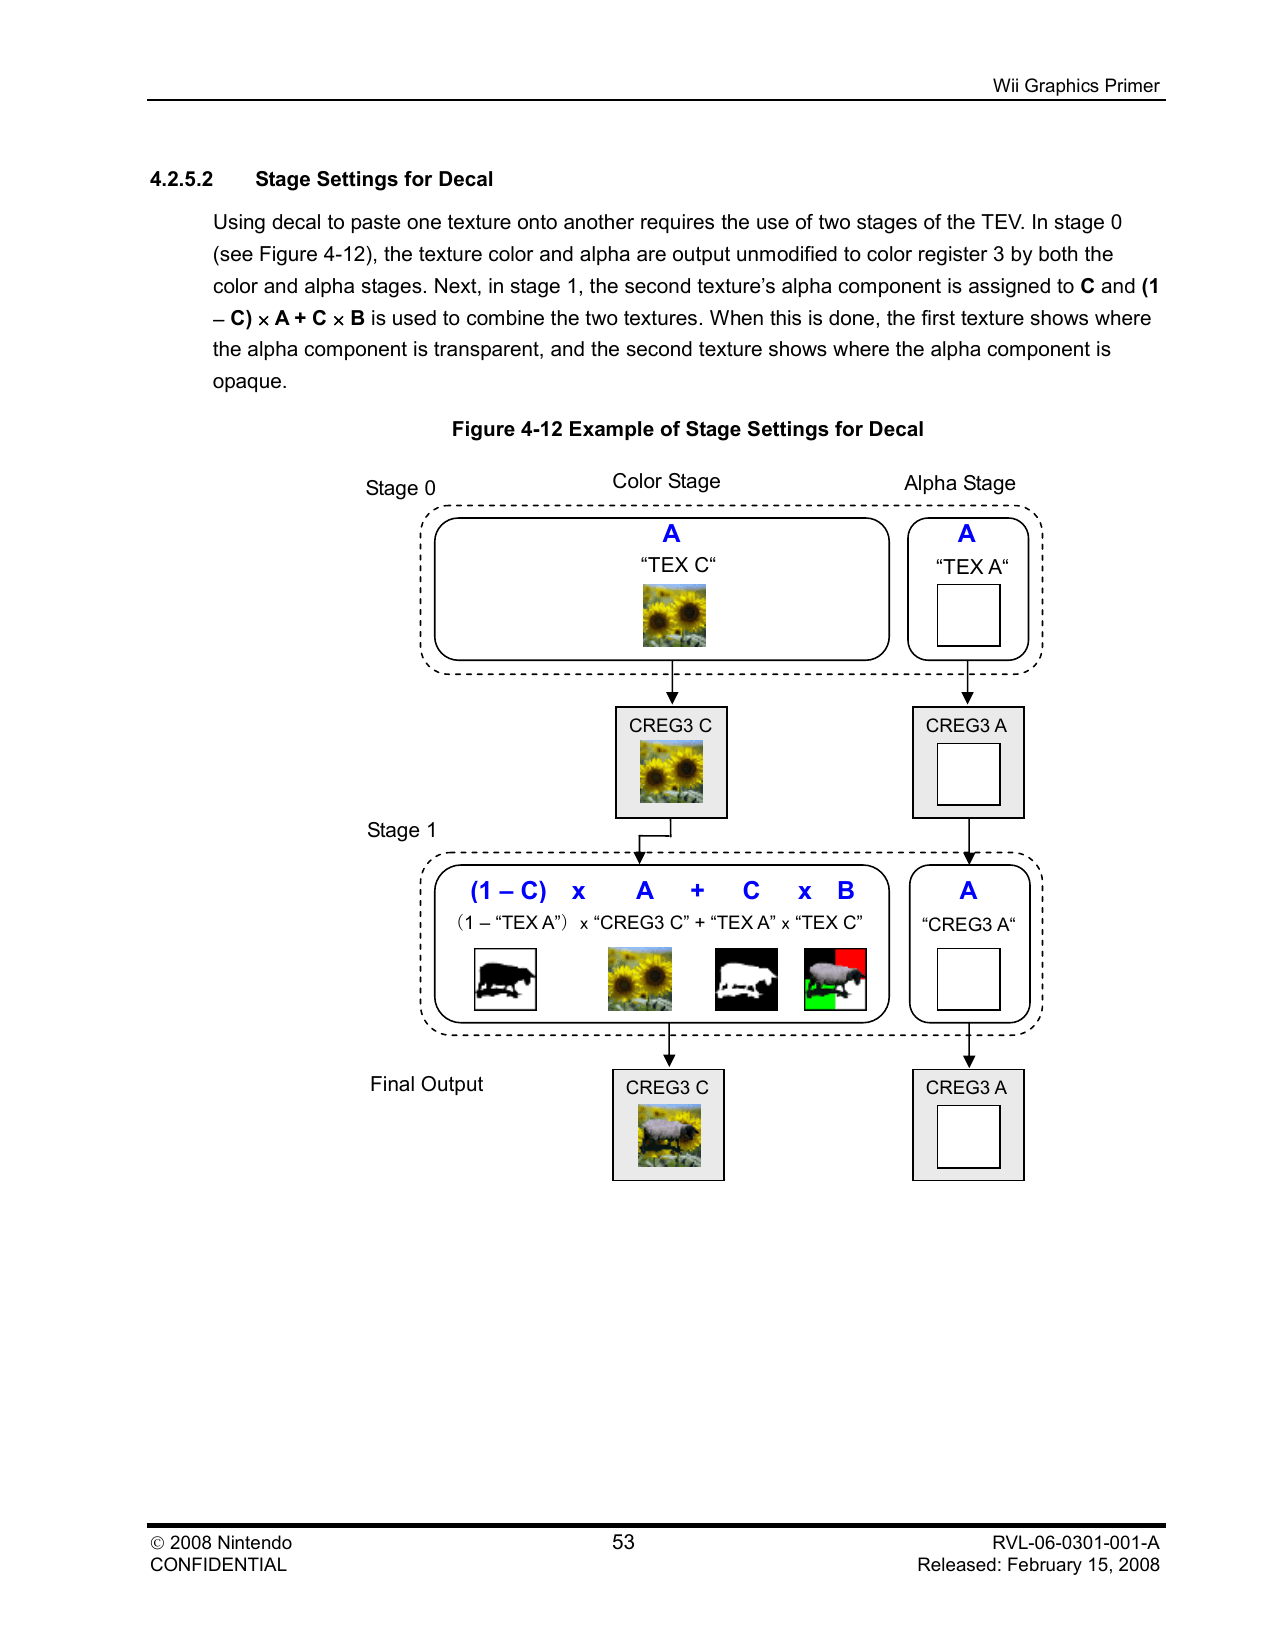 Wii Graphics Primer
4.2.5.2 Stage Settings for Decal
Using decal to paste one texture onto another requires the use of two stages of the TEV. In stage 0
(see Figure 4-12), the texture color and alpha are output unmodified to color register 3 by both the
color and alpha stages. Next, in stage 1, the second texture’s alpha component is assigned to C and (1
– C) × A + C × B is used to combine the two textures. When this is done, the first texture shows where
the alpha component is transparent, and the second texture shows where the alpha component is
opaque.
Figure 4-12 Example of Stage Settings for Decal
Stage 0 Color Stage Alpha Stage
A A
“TEX C“ “TEX A“
CREG3 C CREG3 A
Stage 1
(1 – C) x A + C x B A
（1 – “TEX A”） x “CREG3 C” + “TEX A” x “TEX C” “CREG3 A“
Final Output CREG3 C CREG3 A
© 2008 Nintendo 53 RVL-06-0301-001-A
CONFIDENTIAL Released: February 15, 2008